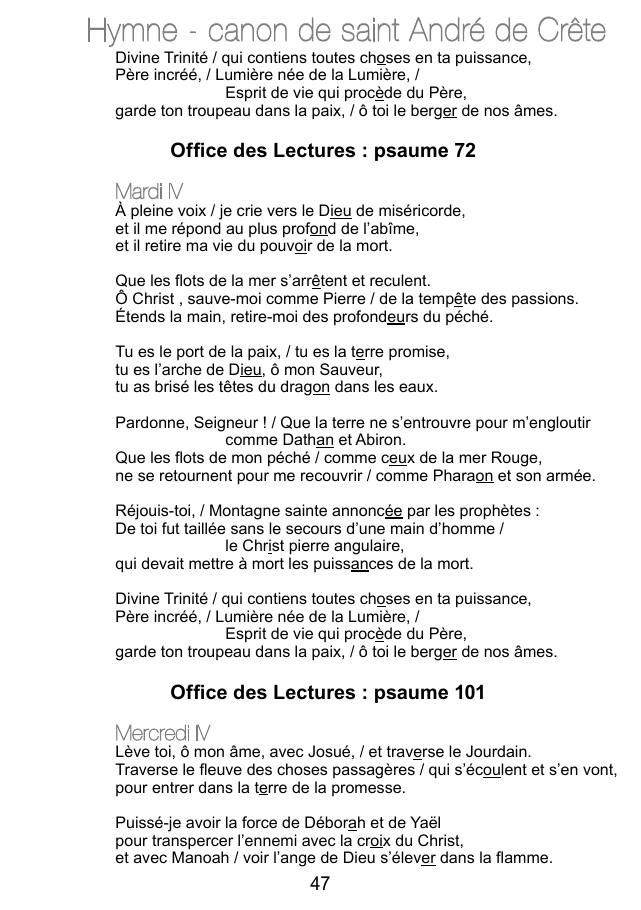 Hymne - canon de saint André de Crête
Divine Trinité / qui contiens toutes choses en ta puissance,
Père incréé, / Lumière née de la Lumière, /
Esprit de vie qui procède du Père,
garde ton troupeau dans la paix, / ô toi le berger de nos âmes.
Office des Lectures : psaume 72
Mardi IV
À pleine voix / je crie vers le Dieu de miséricorde,
et il me répond au plus profond de l'abîme,
et il retire ma vie du pouvoir de la mort.
Que les flots de la mer s'arrêtent et reculent.
Ô Christ , sauve-moi comme Pierre / de la tempête des passions.
Étends la main, retire-moi des profondeurs du péché.
Tu es le port de la paix, / tu es la terre promise,
tu es l'arche de Dieu, ô mon Sauveur,
tu as brisé les têtes du dragon dans les eaux.
Pardonne, Seigneur ! / Que la terre ne s'entrouvre pour m'engloutir
comme Dathan et Abiron.
Que les flots de mon péché / comme ceux de la mer Rouge,
ne se retournent pour me recouvrir / comme Pharaon et son armée.
Réjouis-toi, / Montagne sainte annoncée par les prophètes :
De toi fut taillée sans le secours d'une main d'homme /
le Christ pierre angulaire,
qui devait mettre à mort les puissances de la mort.
Divine Trinité / qui contiens toutes choses en ta puissance,
Père incréé, / Lumière née de la Lumière, /
Esprit de vie qui procède du Père,
garde ton troupeau dans la paix, / ô toi le berger de nos âmes.
Office des Lectures : psaume 101
Mercredi IV
Lève toi, ô mon âme, avec Josué, / et traverse le Jourdain.
Traverse le fleuve des choses passagères / qui s'écoulent et s'en vont,
pour entrer dans la terre de la promesse.
Puissé-je avoir la force de Déborah et de Yaël
pour transpercer l'ennemi avec la croix du Christ,
et avec Manoah / voir l'ange de Dieu s'élever dans la flamme.
47